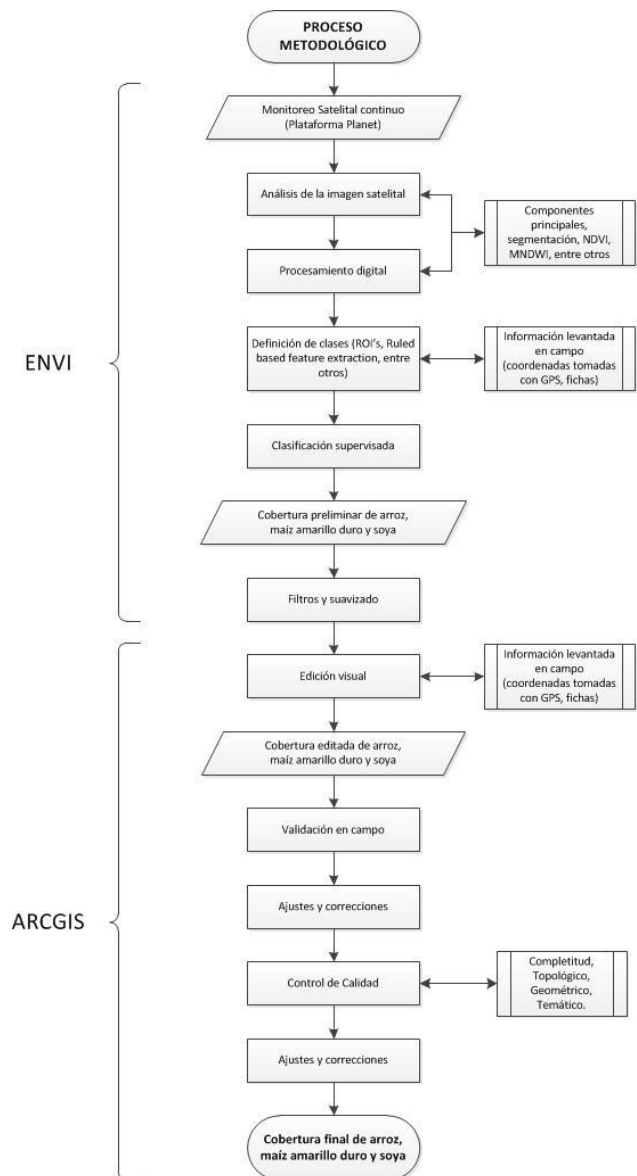 PROCESO
METODOLÓGICO
Monitoreo Satelital continuo
(Plataforma Planet)
Análisis de la imagen satelital
Componentes
principales,
segmentación, NDVI,
MNDWI, entre otros
Procesamiento digital
Definición de clases (ROI's, Ruled
based feature extraction, entre
otros)
Información levantada
en campo
(coordenadas tomadas
con GPS, fichas)
ENVI
Clasificación supervisada
Cobertura preliminar de arroz,
maíz amarillo duro y soya
Filtros y suavizado
Edición visual
Información levantada
en campo
(coordenadas tomadas
con GPS, fichas)
Cobertura editada de arroz,
maíz amarillo duro y soya
Validación en campo
Ajustes y correcciones
ARCGIS
Control de Calidad
Completitud,
Topológico,
Geométrico,
Temático.
Ajustes y correcciones
Cobertura final de arroz,
maíz amarillo duro y soya